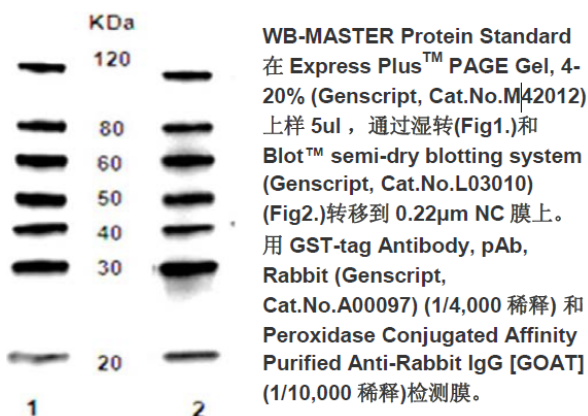 KDa
120
80
60
50
40
30
20
1 2
WB-MASTER Protein Standard
在 Express Plus™ PAGE Gel, 4-
20% (Genscript, Cat.No.M42012)
上样 5ul ，通过湿转(Fig1.)和
Blot™ semi-dry blotting system
(Genscript, Cat.No.L03010)
(Fig2.)转移到 0.22µm NC 膜上。
用 GST-tag Antibody, pAb,
Rabbit (Genscript,
Cat.No.A00097) (1/4,000 稀释) 和
Peroxidase Conjugated Affinity
Purified Anti-Rabbit IgG [GOAT]
(1/10,000 稀释)检测膜。